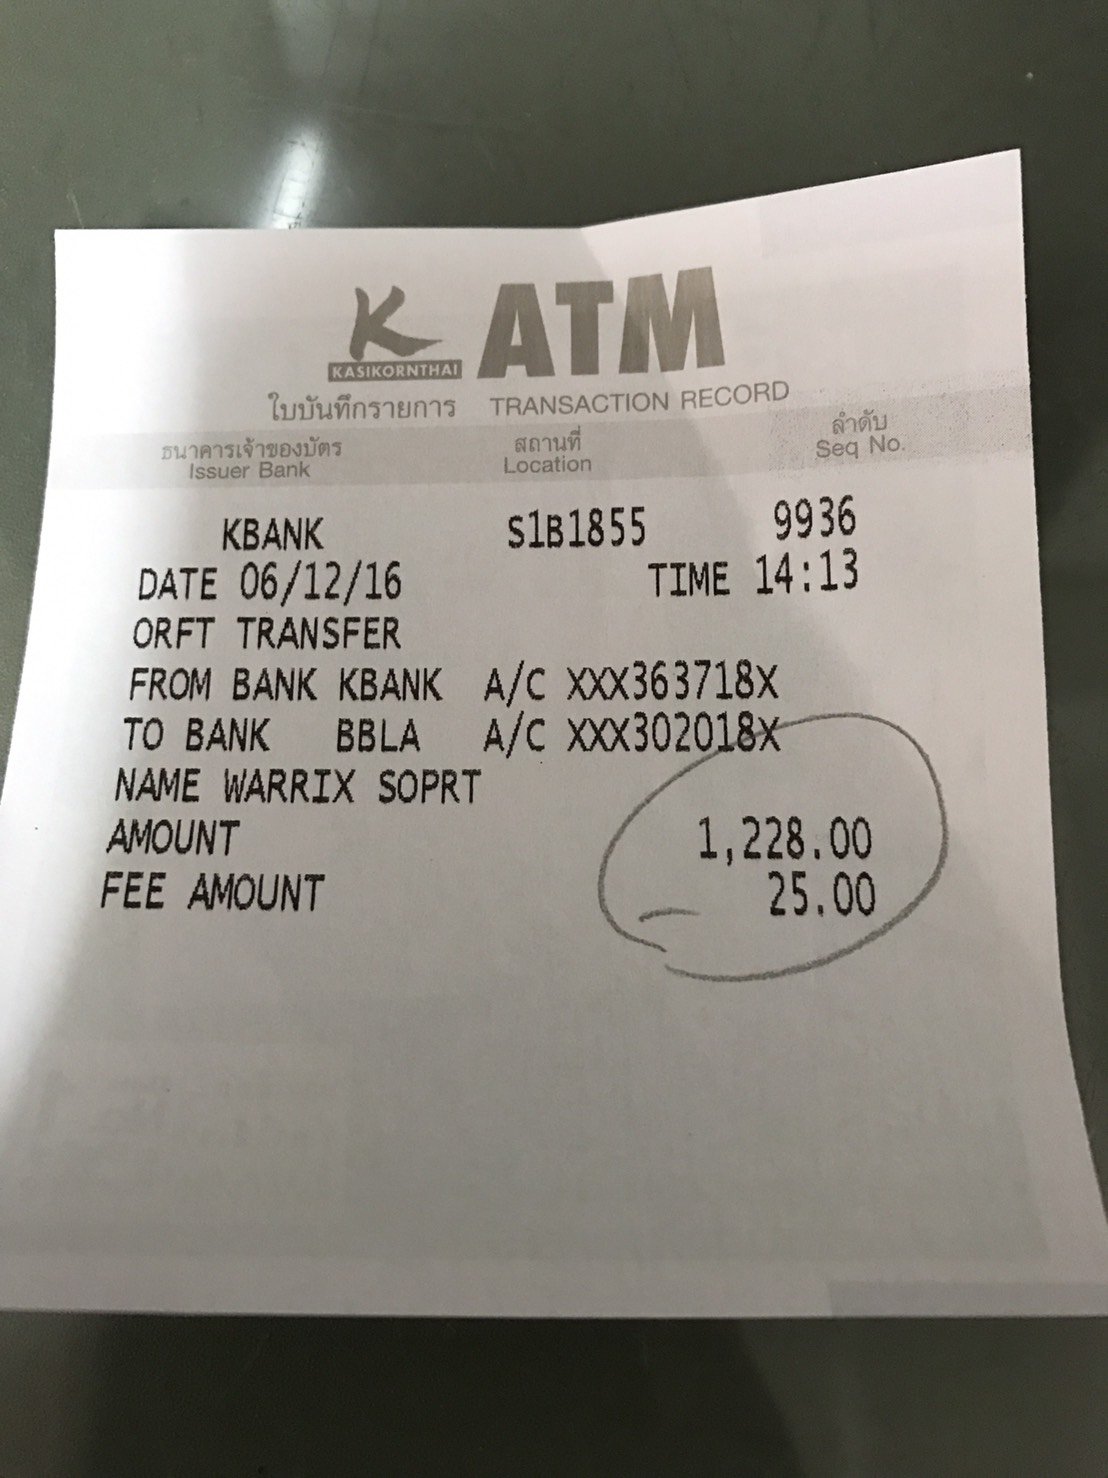 K ATM
KASIKORNTHAI
ใบบันทึกรายการ TRANSACTION RECORD
ธนาคารเจ้าของบัตร สถานที่ ลำดับ
Issuer Bank Location Seq No.
KBANK S1B1855 9936
DATE 06/12/16 TIME 14:13
ORFT TRANSFER
FROM BANK KBANK A/C XXX363718X
TO BANK BBLA A/C XXX302018X
NAME WARRIX SOPRT
AMOUNT 1,228.00
FEE AMOUNT 25.00